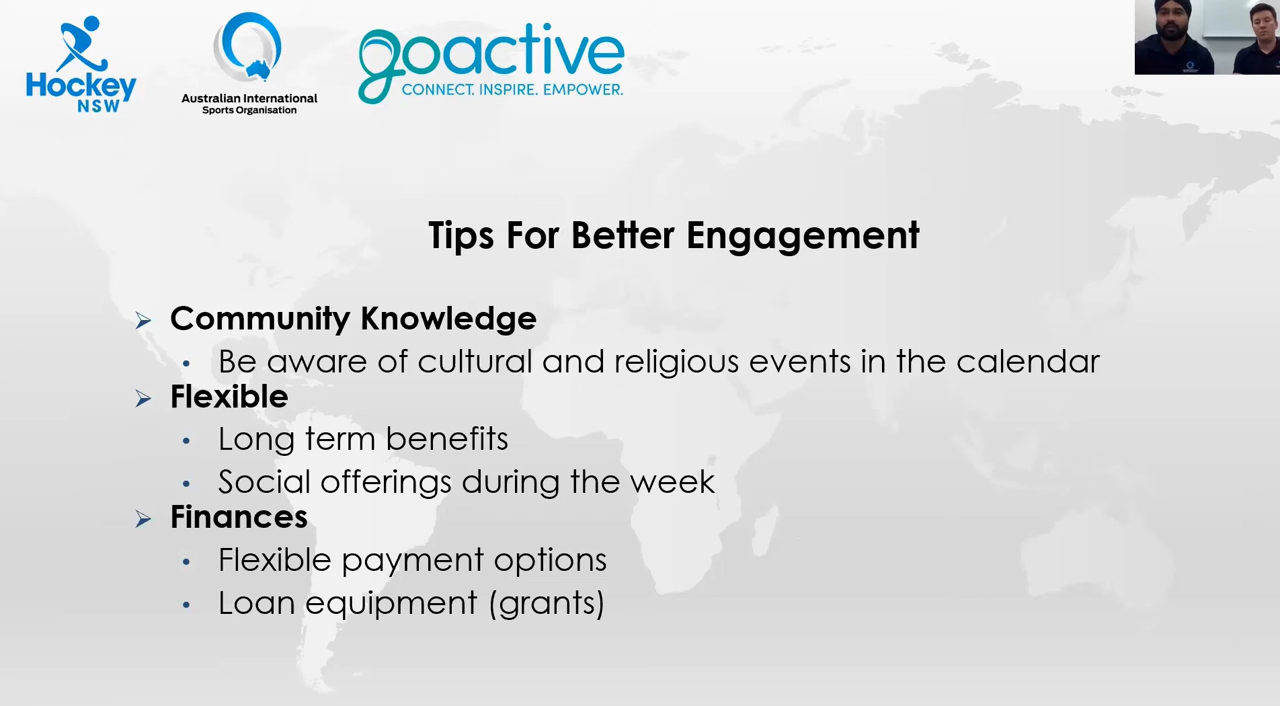 Hockey
NSW
Australian International
Sports Organisation
goactive
CONNECT. INSPIRE. EMPOWER.
Tips For Better Engagement
Community Knowledge
Be aware of cultural and religious events in the calendar
Flexible
Long term benefits
Social offerings during the week
Finances
Flexible payment options
Loan equipment (grants)